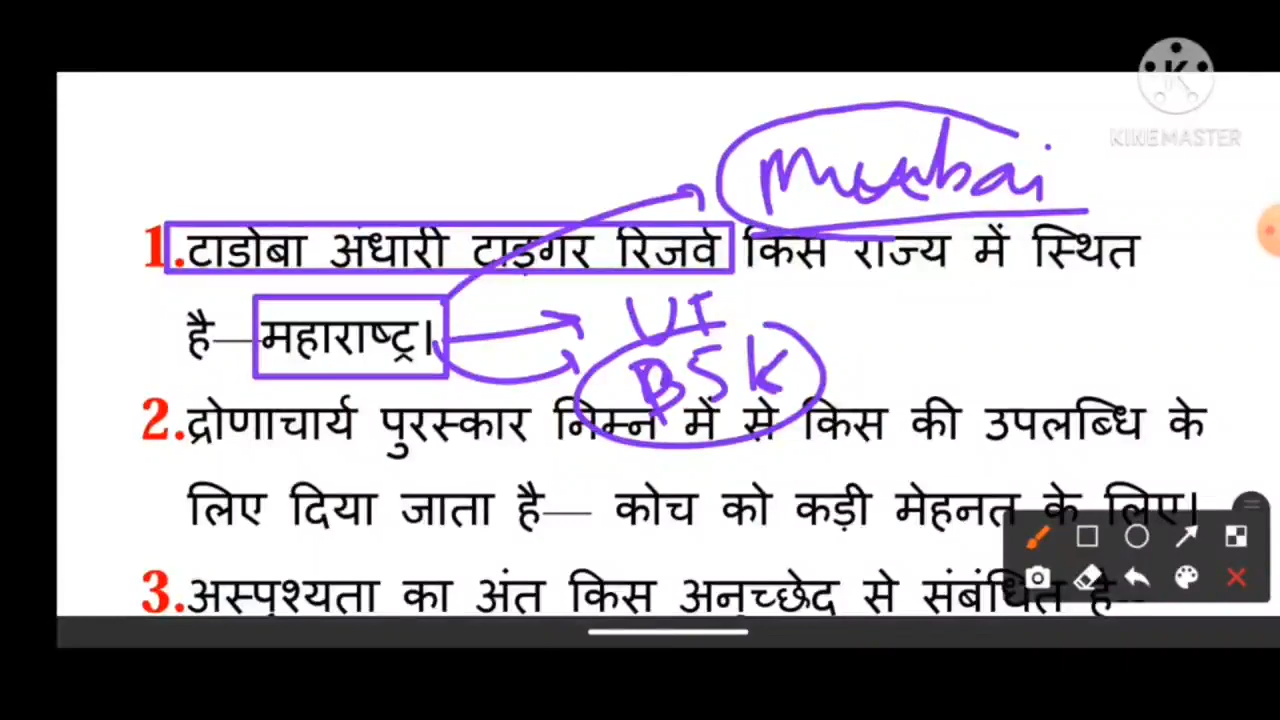 KINEMASTER
Mumbai
1.टाडोबा अंधारी टाइगर रिजर्व किस राज्य में स्थित
है—महाराष्ट्र।
UT
BSK
2.द्रोणाचार्य पुरस्कार निम्न में से किस की उपलब्धि के
लिए दिया जाता है— कोच को कड़ी मेहनत के लिए।
3.अस्पृश्यता का अंत किस अनुच्छेद से संबंधित है—